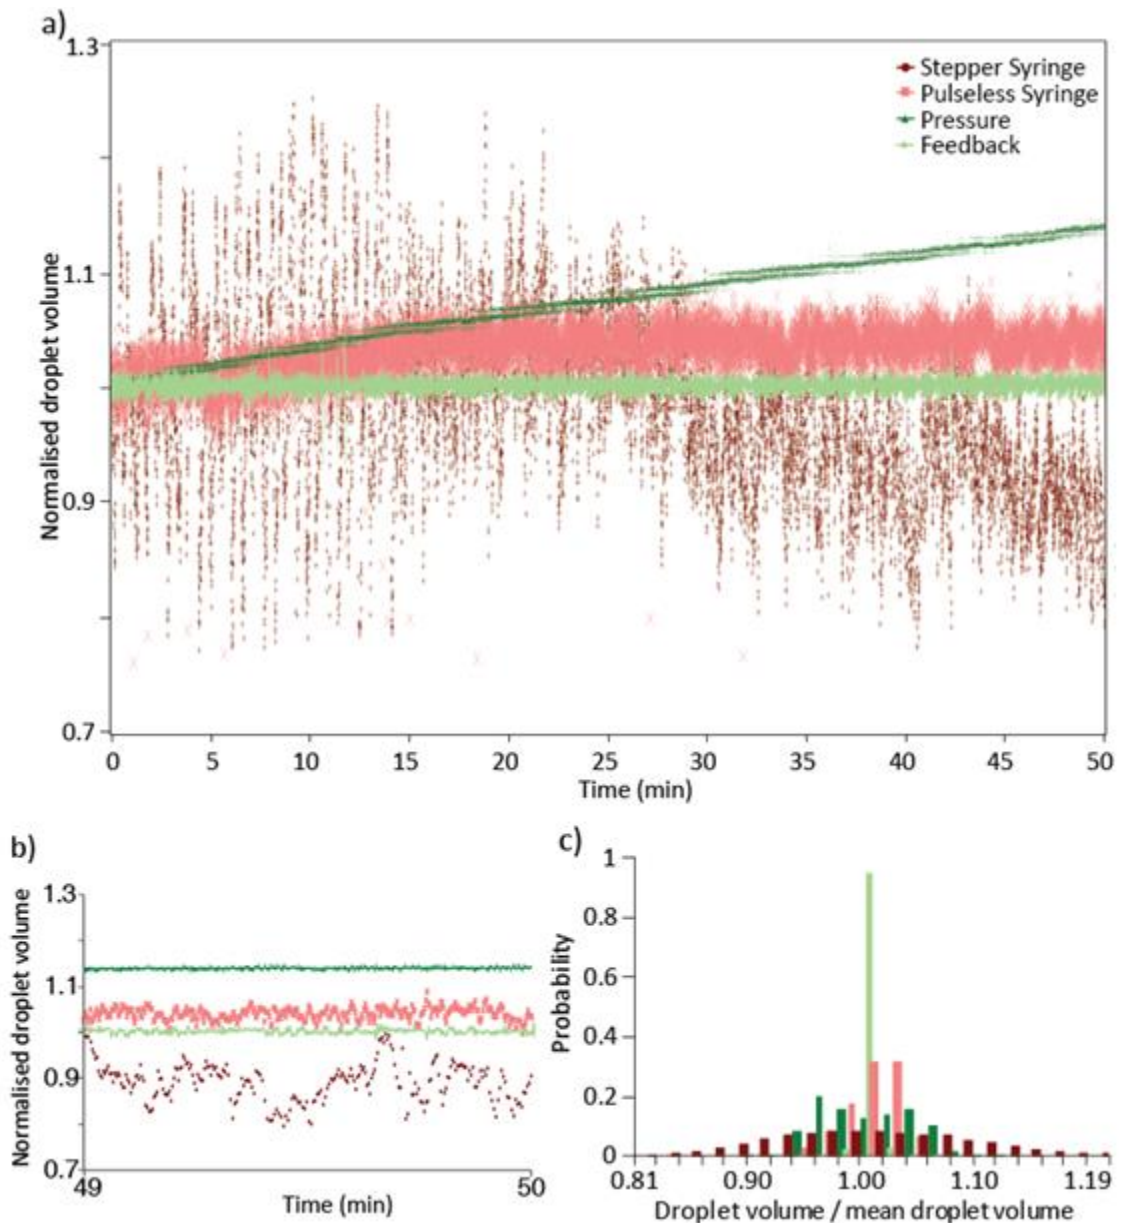 a)
1.3
1.1
0.9
0.7
Normalised droplet volume
Stepper Syringe
Pulseless Syringe
Pressure
Feedback
0 5 10 15 20 25 30 35 40 45 50
Time (min)
b)
1.3
1.1
0.9
0.7
Normalised droplet volume
49 50
Time (min)
c)
1
0.8
0.6
0.4
0.2
0
Probability
0.81 0.90 1.00 1.10 1.19
Droplet volume / mean droplet volume